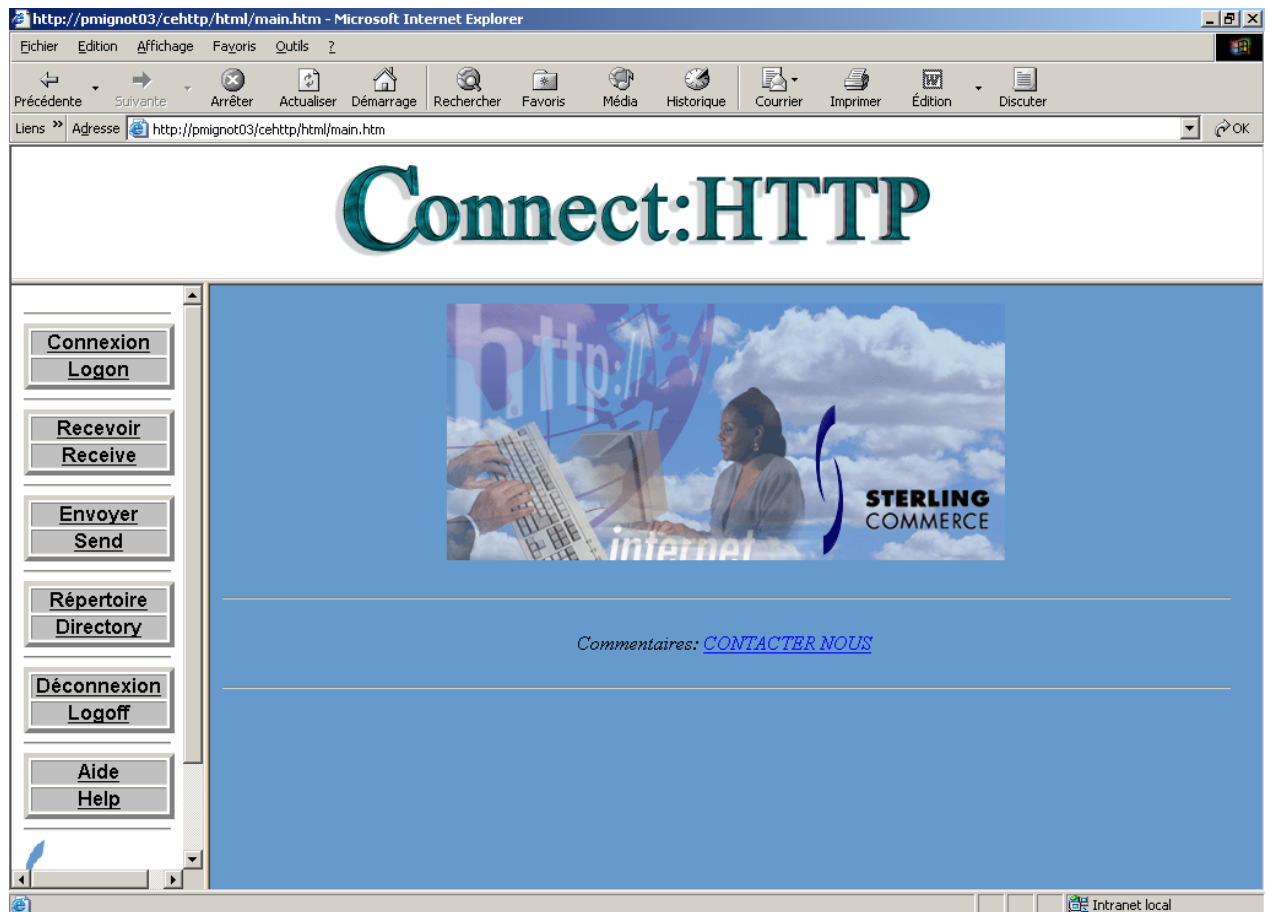 http://pmignot03/cehttp/html/main.htm - Microsoft Internet Explorer
Fichier Edition Affichage Favoris Outils ?
Précédente Suivante Arrêter Actualiser Démarrage Rechercher Favoris Média Historique Courrier Imprimer Édition Discuter
Liens » Adresse http://pmignot03/cehttp/html/main.htm OK
Connect:HTTP
Connexion
Logon
Recevoir
Receive
Envoyer
Send
Répertoire
Directory
Déconnexion
Logoff
Aide
Help
http://
STERLING
COMMERCE
internet
Commentaires: CONTACTER NOUS
Intranet local